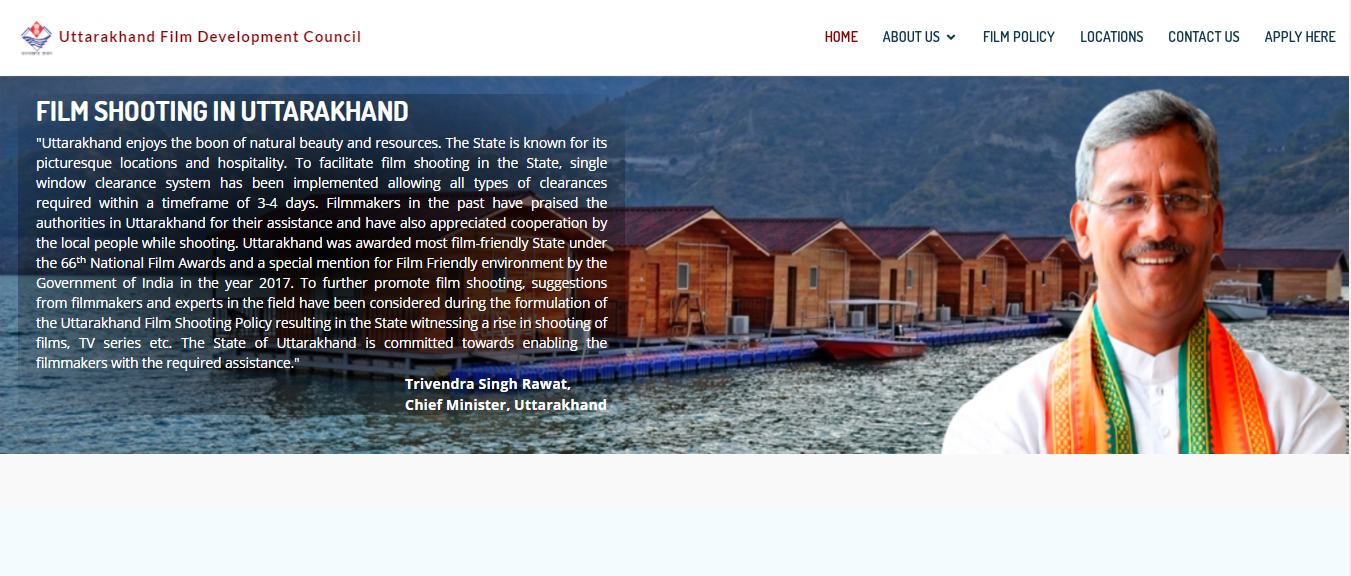 Uttarakhand Film Development Council
HOME ABOUT US FILM POLICY LOCATIONS CONTACT US APPLY HERE
FILM SHOOTING IN UTTARAKHAND
"Uttarakhand enjoys the boon of natural beauty and resources. The State is known for its
picturesque locations and hospitality. To facilitate film shooting in the State, single
window clearance system has been implemented allowing all types of clearances
required within a timeframe of 3-4 days. Filmmakers in the past have praised the
authorities in Uttarakhand for their assistance and have also appreciated cooperation by
the local people while shooting. Uttarakhand was awarded most film-friendly State under
the 66th National Film Awards and a special mention for Film Friendly environment by the
Government of India in the year 2017. To further promote film shooting, suggestions
from filmmakers and experts in the field have been considered during the formulation of
the Uttarakhand Film Shooting Policy resulting in the State witnessing a rise in shooting of
films, TV series etc. The State of Uttarakhand is committed towards enabling the
filmmakers with the required assistance."
Trivendra Singh Rawat,
Chief Minister, Uttarakhand